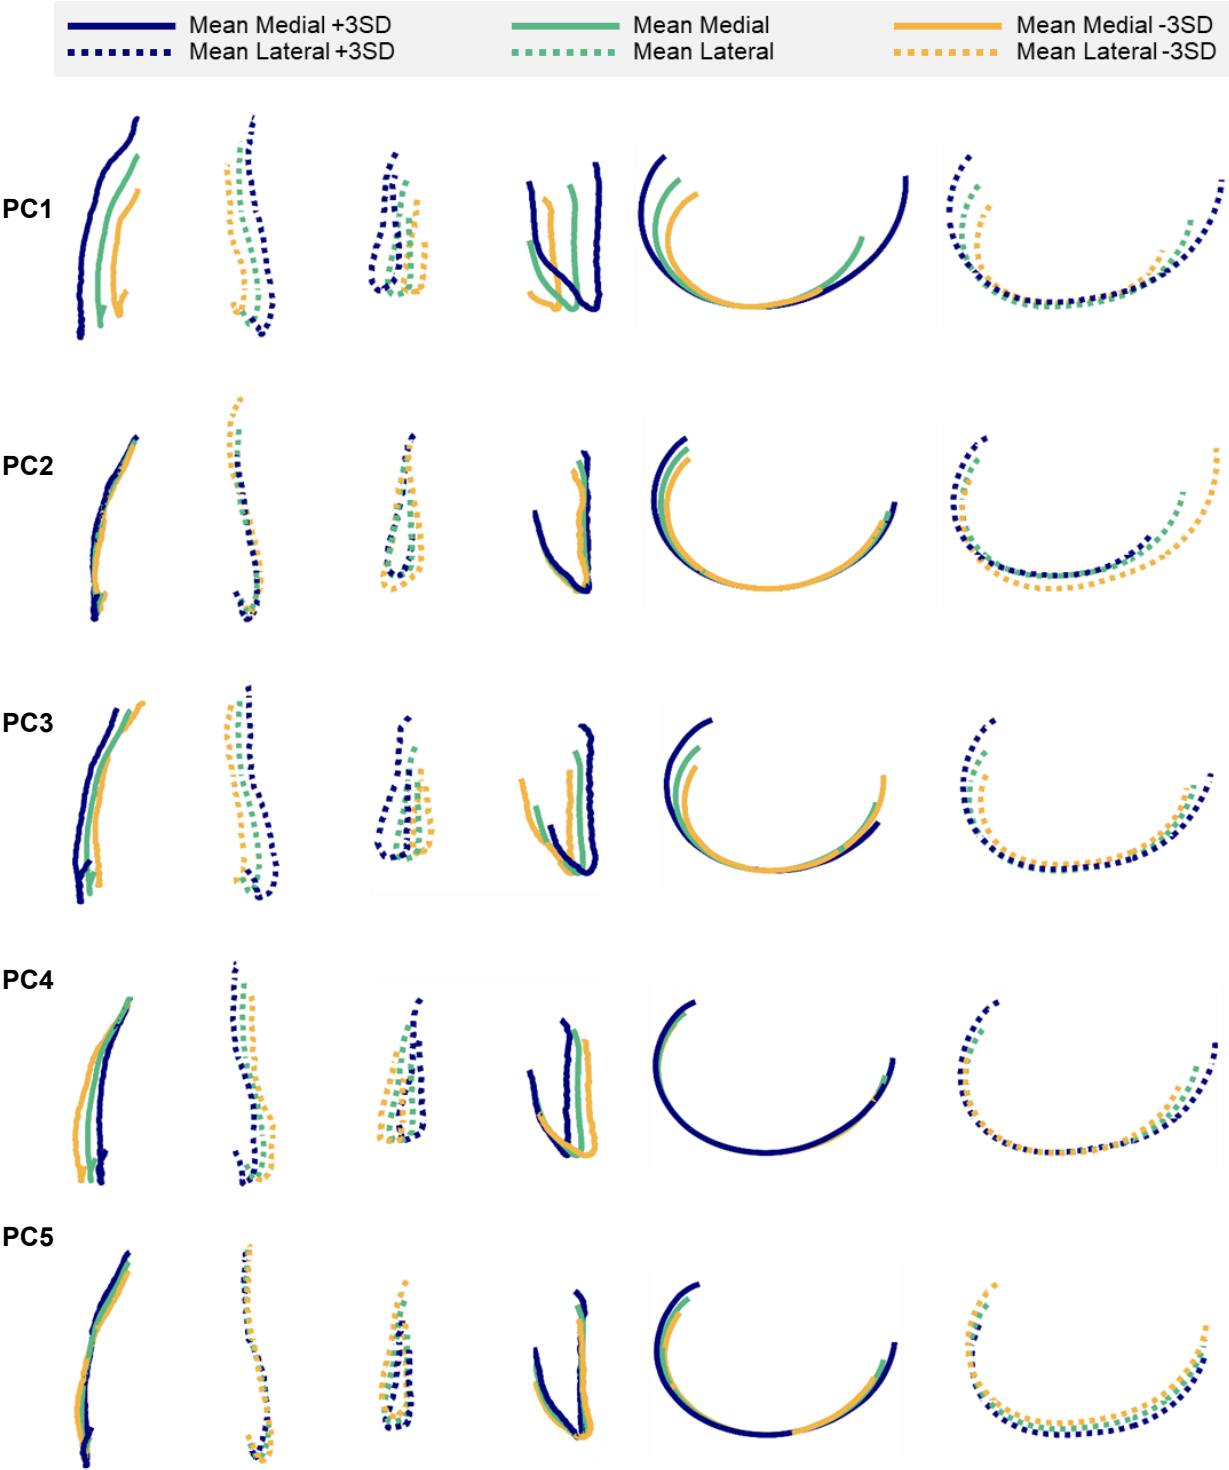 Mean Medial +3SD Mean Medial Mean Medial -3SD
Mean Lateral +3SD Mean Lateral Mean Lateral -3SD
PC1
PC2
PC3
PC4
PC5